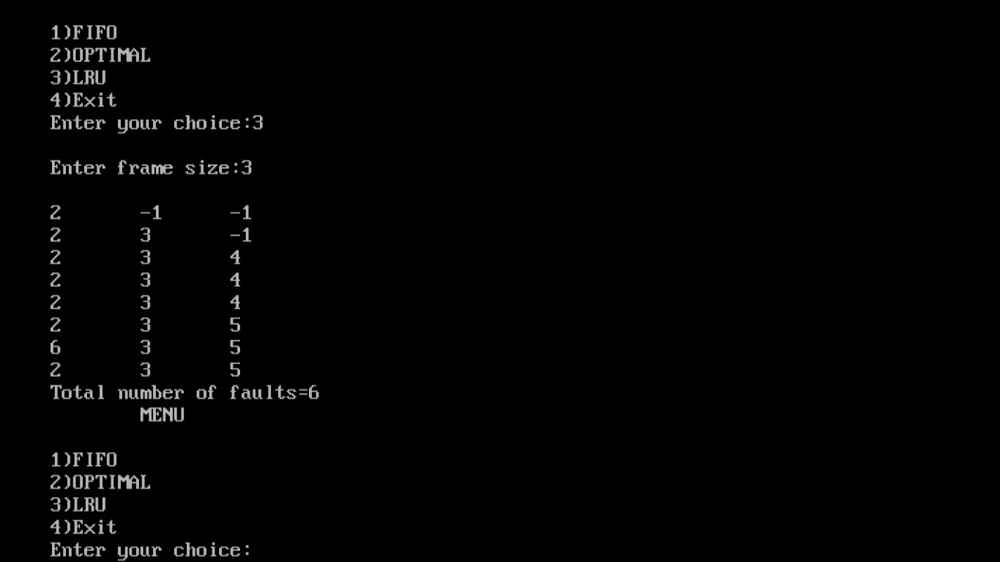 1)FIFO
2)OPTIMAL
3)LRU
4)Exit
Enter your choice:3
Enter frame size:3
2 -1 -1
2 3 -1
2 3 4
2 3 4
2 3 4
2 3 5
6 3 5
2 3 5
Total number of faults=6
MENU
1)FIFO
2)OPTIMAL
3)LRU
4)Exit
Enter your choice: